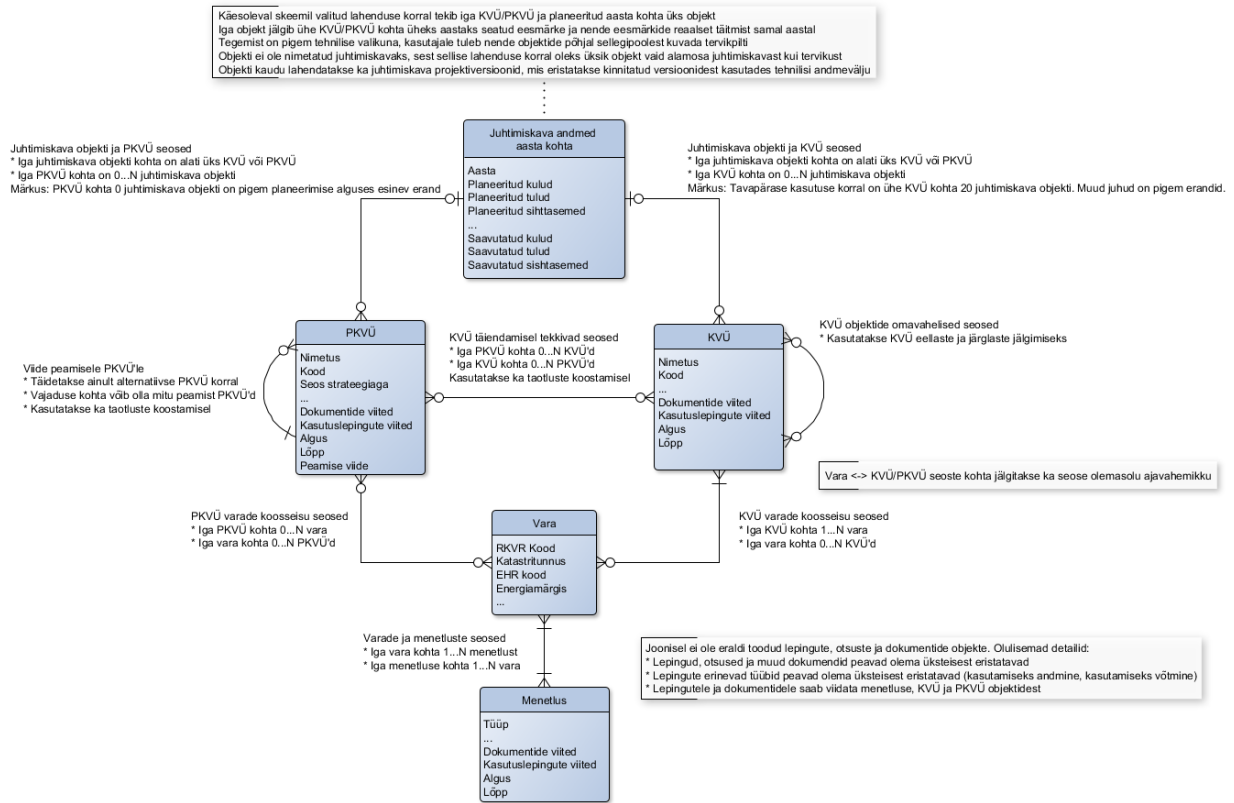 Käesoleval skeemil valitud lahenduse korral tekib iga KVÜ/PKVÜ ja planeeritud aasta kohta üks objekt
Iga objekt jälgib ühe KVÜ/PKVÜ kohta üheks aastaks seatud eesmärke ja nende eesmärkide reaalset täitmist samal aastal
Tegemist on pigem tehnilise valikuna, kasutajale tuleb nende objektide põhjal sellegipoolest kuvada tervikpilti
Objekti ei ole nimetatud juhtimiskavaks, sest sellise lahenduse korral oleks üksik objekt vaid alamosa juhtimiskavast kui tervikust
Objekti kaudu lahendatakse ka juhtimiskava projektiversioonid, mis eristatakse kinnitatud versioonidest kasutades tehnilisi andmevälju
Juhtimiskava andmed
aasta kohta
Aasta
Planeeritud kulud
Planeeritud tulud
Planeeritud sihttasemed
...
Saavutatud kulud
Saavutatud tulud
Saavutatud sishtasemed
Juhtimiskava objekti ja PKVÜ seosed
* Iga juhtimiskava objekti kohta on alati üks KVÜ või PKVÜ
* Iga PKVÜ kohta on 0...N juhtimiskava objekti
Märkus: PKVÜ kohta 0 juhtimiskava objekti on pigem planeerimise alguses esinev erand
Juhtimiskava objekti ja KVÜ seosed
* Iga juhtimiskava objekti kohta on alati üks KVÜ või PKVÜ
* Iga KVÜ kohta on 0...N juhtimiskava objekti
Märkus: Tavapärase kasutuse korral on ühe KVÜ kohta 20 juhtimiskava objekti. Muud juhud on pigem erandid.
Viide peamisele PKVÜ'le
* Täidetakse ainult alternatiivse PKVÜ korral
* Vajaduse kohta võib olla mitu peamist PKVÜ'd
* Kasutatakse ka taotluste koostamisel
PKVÜ
Nimetus
Kood
Seos strateegiaga
...
Dokumentide viited
Kasutuslepingute viited
Algus
Lõpp
Peamise viide
KVÜ täiendamisel tekkivad seosed
* Iga PKVÜ kohta 0...N KVÜ'd
* Iga KVÜ kohta 0...N PKVÜ'd
Kasutatakse ka taotluste koostamisel
KVÜ
Nimetus
Kood
...
Dokumentide viited
Kasutuslepingute viited
Algus
Lõpp
KVÜ objektide omavahelised seosed
* Kasutatakse KVÜ eellaste ja järglaste jälgimiseks
Vara <-> KVÜ/PKVÜ seoste kohta jälgitakse ka seose olemasolu ajavahemikku
PKVÜ varade koosseisu seosed
* Iga PKVÜ kohta 0...N vara
* Iga vara kohta 0...N PKVÜ'd
Vara
RKVR Kood
Katastritunnus
EHR kood
Energiamärgis
...
KVÜ varade koosseisu seosed
* Iga KVÜ kohta 1...N vara
* Iga vara kohta 0...N KVÜ'd
Varade ja menetluste seosed
* Iga vara kohta 1...N menetlust
* Iga menetluse kohta 1...N vara
Joonisel ei ole eraldi toodud lepingute, otsuste ja dokumentide objekte. Olulisemad detailid:
* Lepingud, otsused ja muud dokumendid peavad olema üksteisest eristatavad
* Lepingute erinevad tüübid peavad olema üksteisest eristatavad (kasutamiseks andmine, kasutamiseks võtmine)
* Lepingutele ja dokumentidele saab viidata menetluse, KVÜ ja PKVÜ objektidest
Menetlus
Tüüp
...
Dokumentide viited
Kasutuslepingute viited
Algus
Lõpp